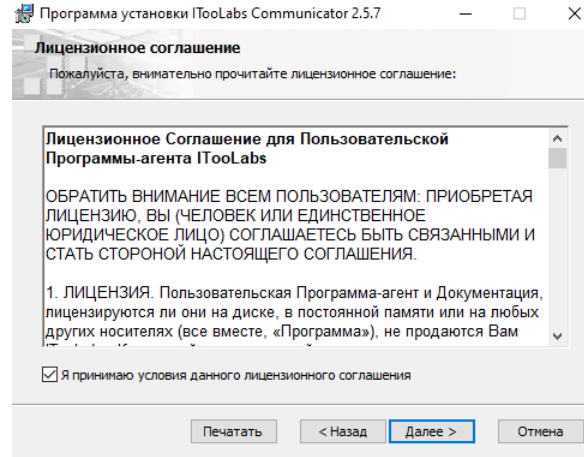 Программа установки ITooLabs Communicator 2.5.7
Лицензионное соглашение
Пожалуйста, внимательно прочитайте лицензионное соглашение:
Лицензионное Соглашение для Пользовательской
Программы-агента ITooLabs
ОБРАТИТЬ ВНИМАНИЕ ВСЕМ ПОЛЬЗОВАТЕЛЯМ: ПРИОБРЕТАЯ
ЛИЦЕНЗИЮ, ВЫ (ЧЕЛОВЕК ИЛИ ЕДИНСТВЕННОЕ
ЮРИДИЧЕСКОЕ ЛИЦО) СОГЛАШАЕТЕСЬ БЫТЬ СВЯЗАННЫМИ И
СТАТЬ СТОРОНОЙ НАСТОЯЩЕГО СОГЛАШЕНИЯ.
1. ЛИЦЕНЗИЯ. Пользовательская Программа-агент и Документация,
лицензируются ли они на диске, в постоянной памяти или на любых
других носителях (все вместе, «Программа»), не продаются Вам
Я принимаю условия данного лицензионного соглашения
Печатать < Назад Далее > Отмена